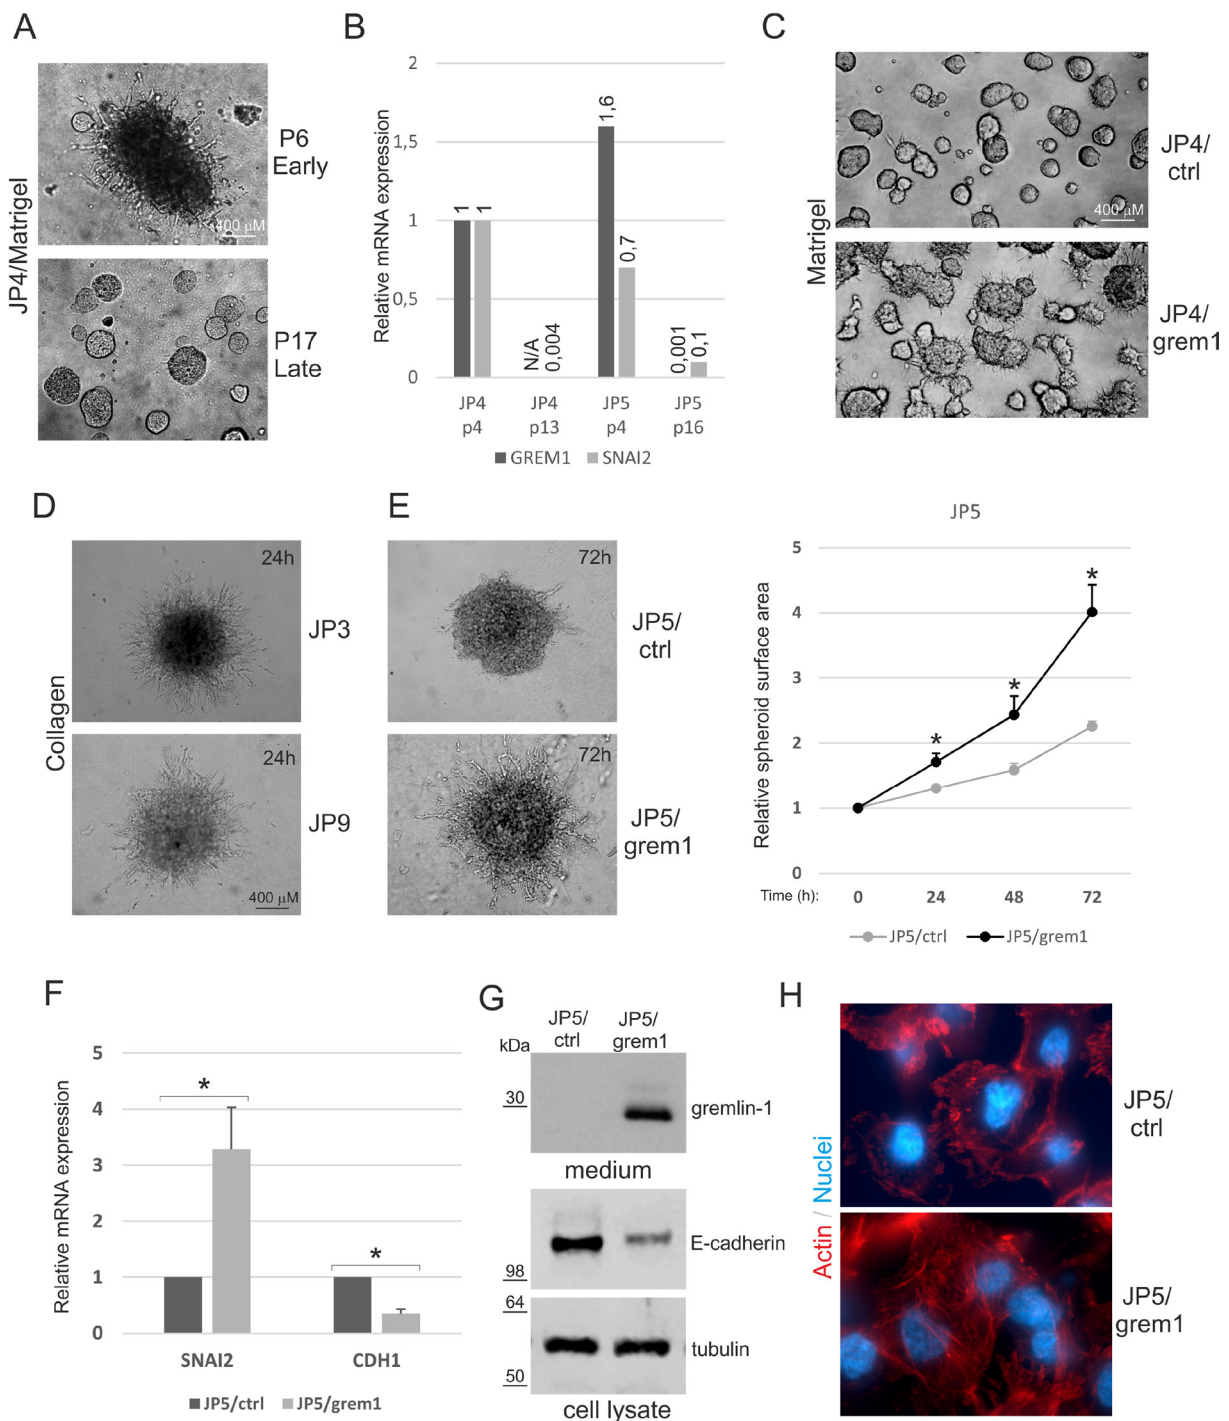 A
JP4/Matrigel
P6
Early
400 µM
P17
Late
B
Relative mRNA expression
2
1,5
1
0,5
0
1
1
N/A
0,004
1,6
0,7
0,001
0,1
JP4
p4
JP4
p13
JP5
p4
JP5
p16
GREM1
SNAI2
C
Matrigel
400 µM
JP4/
ctrl
JP4/
grem1
D
Collagen
24h
JP3
24h
JP9
400 µM
E
72h
JP5/
ctrl
72h
JP5/
grem1
JP5
Relative spheroid surface area
5
4
3
2
1
0
*
*
*
Time (h):
0
24
48
72
JP5/ctrl
JP5/grem1
F
Relative mRNA expression
5
4
3
2
1
0
*
*
SNAI2
CDH1
JP5/ctrl
JP5/grem1
G
kDa
JP5/
ctrl
JP5/
grem1
30
gremlin-1
medium
E-cadherin
98
64
tubulin
50
cell lysate
H
Actin / Nuclei
JP5/
ctrl
JP5/
grem1